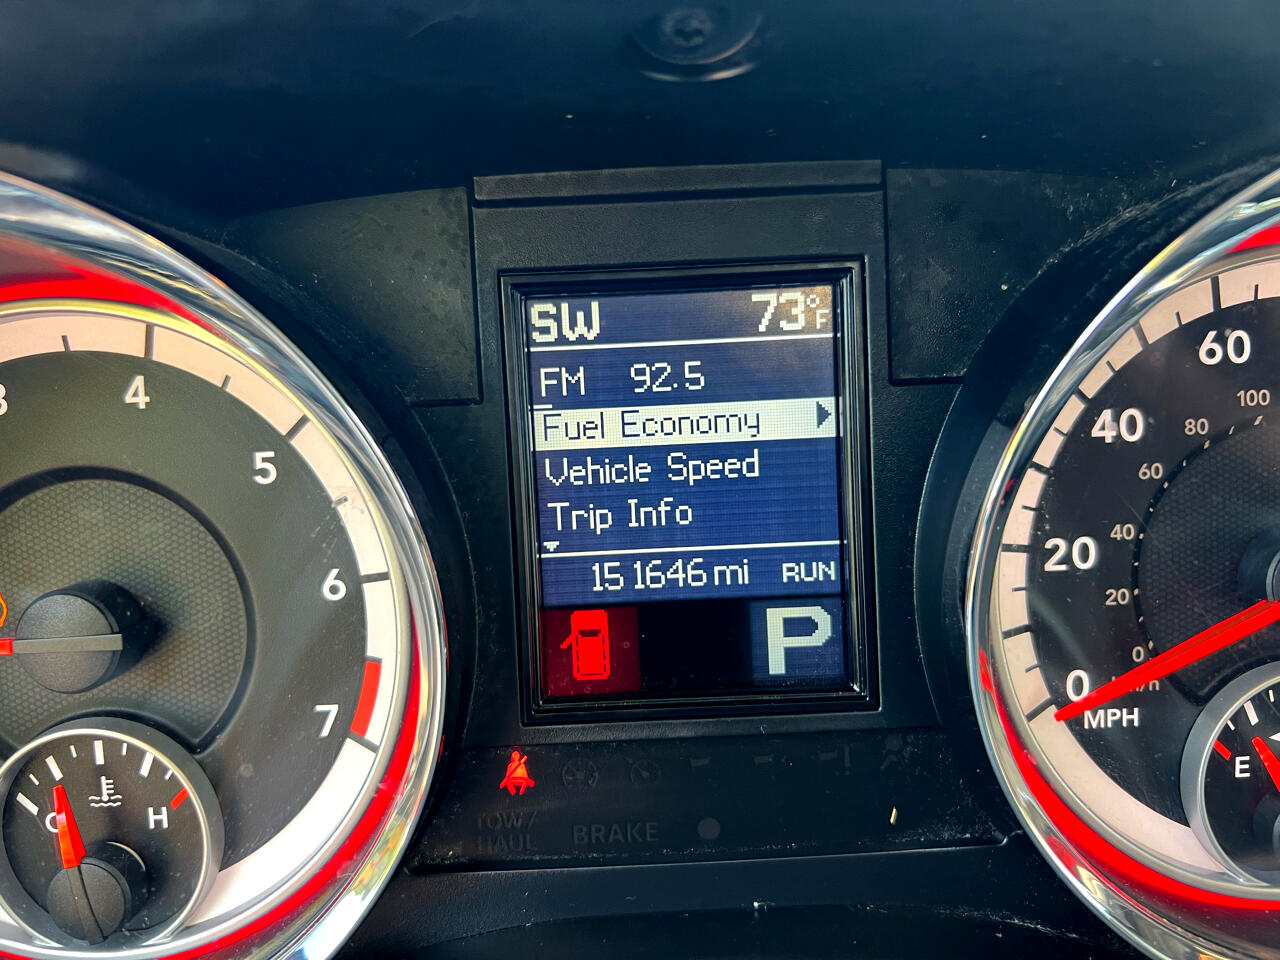 SW 73°F
FM 92.5
Fuel Economy
Vehicle Speed
Trip Info
151646 mi RUN
P
4
5
6
7
C H
60
40
20
0
MPH
100
80
60
40
20
0
km/h
E
TOW/
HAUL
BRAKE